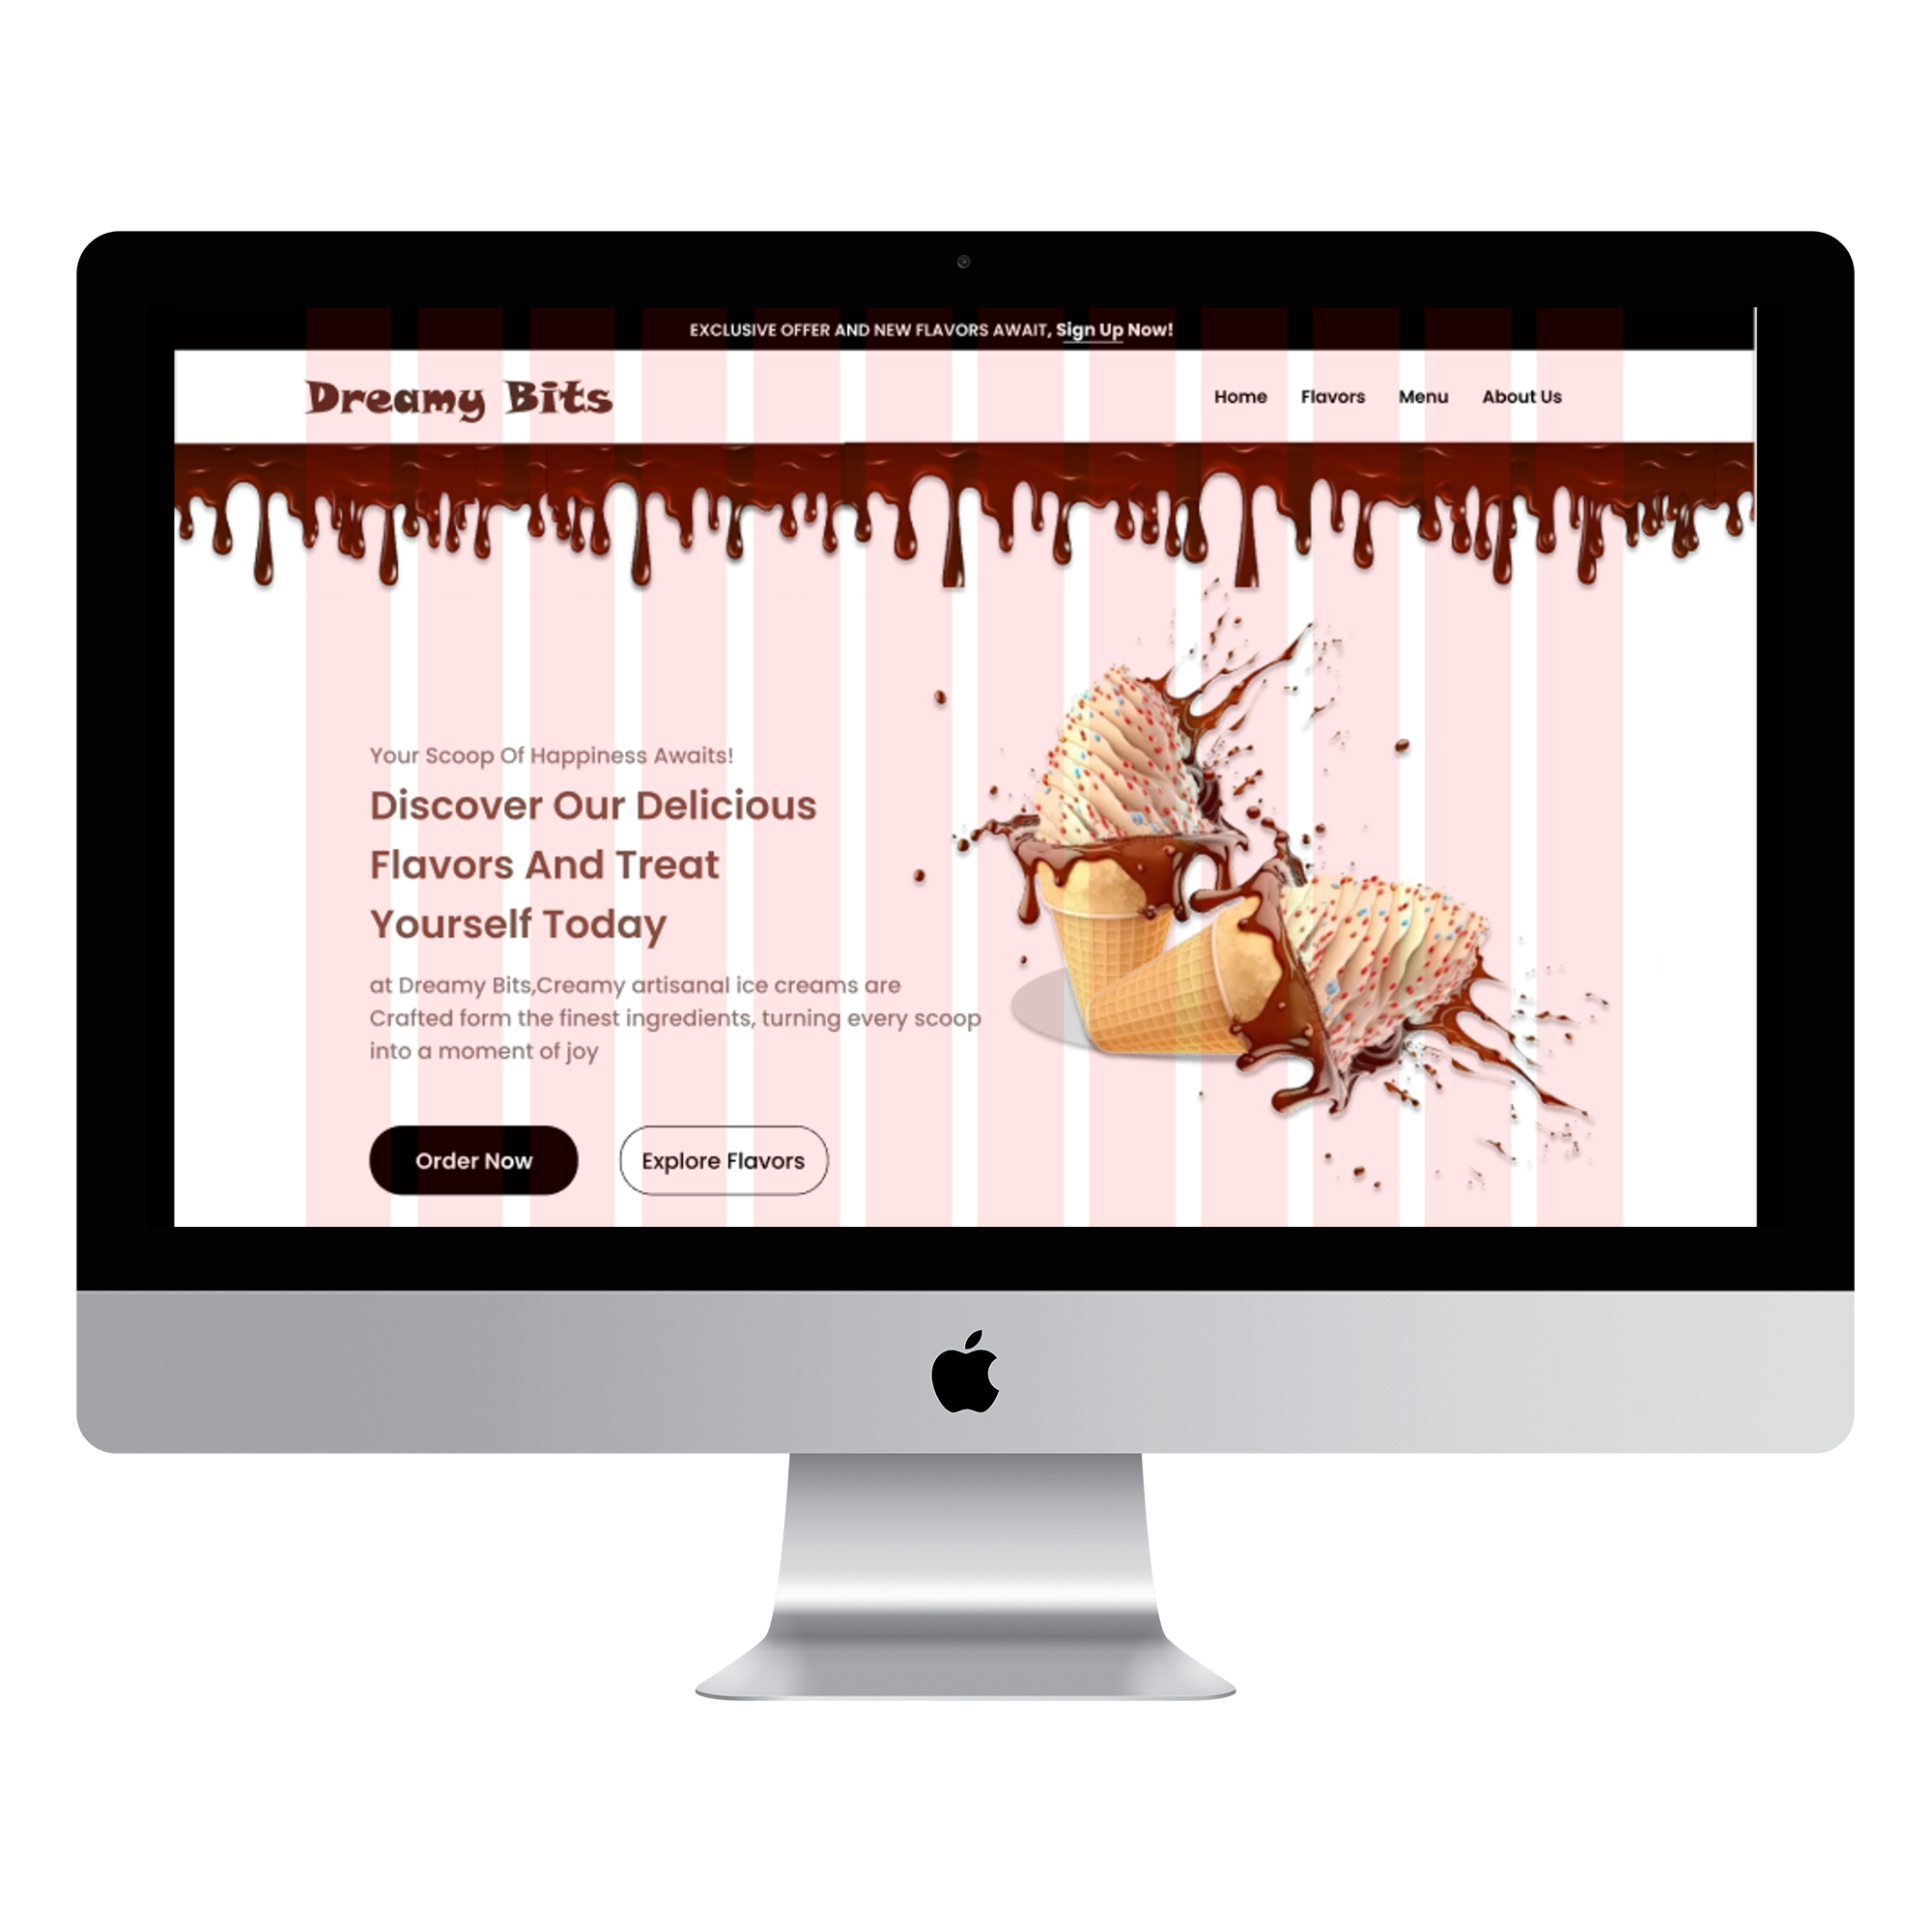 EXCLUSIVE OFFER AND NEW FLAVORS AWAIT, Sign Up Now!
Dreamy Bits
Home Flavors Menu About Us
Your Scoop Of Happiness Awaits!
Discover Our Delicious
Flavors And Treat
Yourself Today
at Dreamy Bits,Creamy artisanal ice creams are
Crafted form the finest ingredients, turning every scoop
into a moment of joy
Order Now Explore Flavors